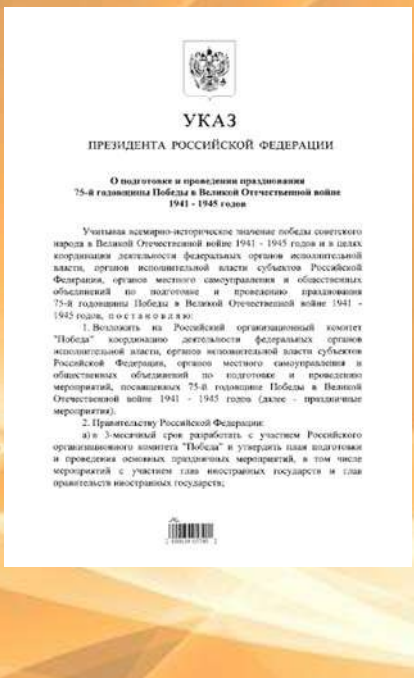 УКАЗ
ПРЕЗИДЕНТА РОССИЙСКОЙ ФЕДЕРАЦИИ
О подготовке и проведении празднования
75-й годовщины Победы в Великой Отечественной войне
1941 - 1945 годов
Учитывая всемирно-историческое значение победы советского
народа в Великой Отечественной войне 1941 - 1945 годов и в целях
координации деятельности федеральных органов исполнительной
власти, органов исполнительной власти субъектов Российской
Федерации, органов местного самоуправления и общественных
объединений по подготовке и проведению празднования
75-й годовщины Победы в Великой Отечественной войне 1941 -
1945 годов, п о с т а н о в л я ю:
1. Возложить на Российский организационный комитет
"Победа" координацию деятельности федеральных органов
исполнительной власти, органов исполнительной власти субъектов
Российской Федерации, органов местного самоуправления и
общественных объединений по подготовке и проведению
мероприятий, посвященных 75-й годовщине Победы в Великой
Отечественной войне 1941 - 1945 годов (далее - праздничные
мероприятия).
2. Правительству Российской Федерации:
а) в 3-месячный срок разработать с участием Российского
организационного комитета "Победа" и утвердить план подготовки
и проведения основных праздничных мероприятий, в том числе
мероприятий с участием глав иностранных государств и глав
правительств иностранных государств;